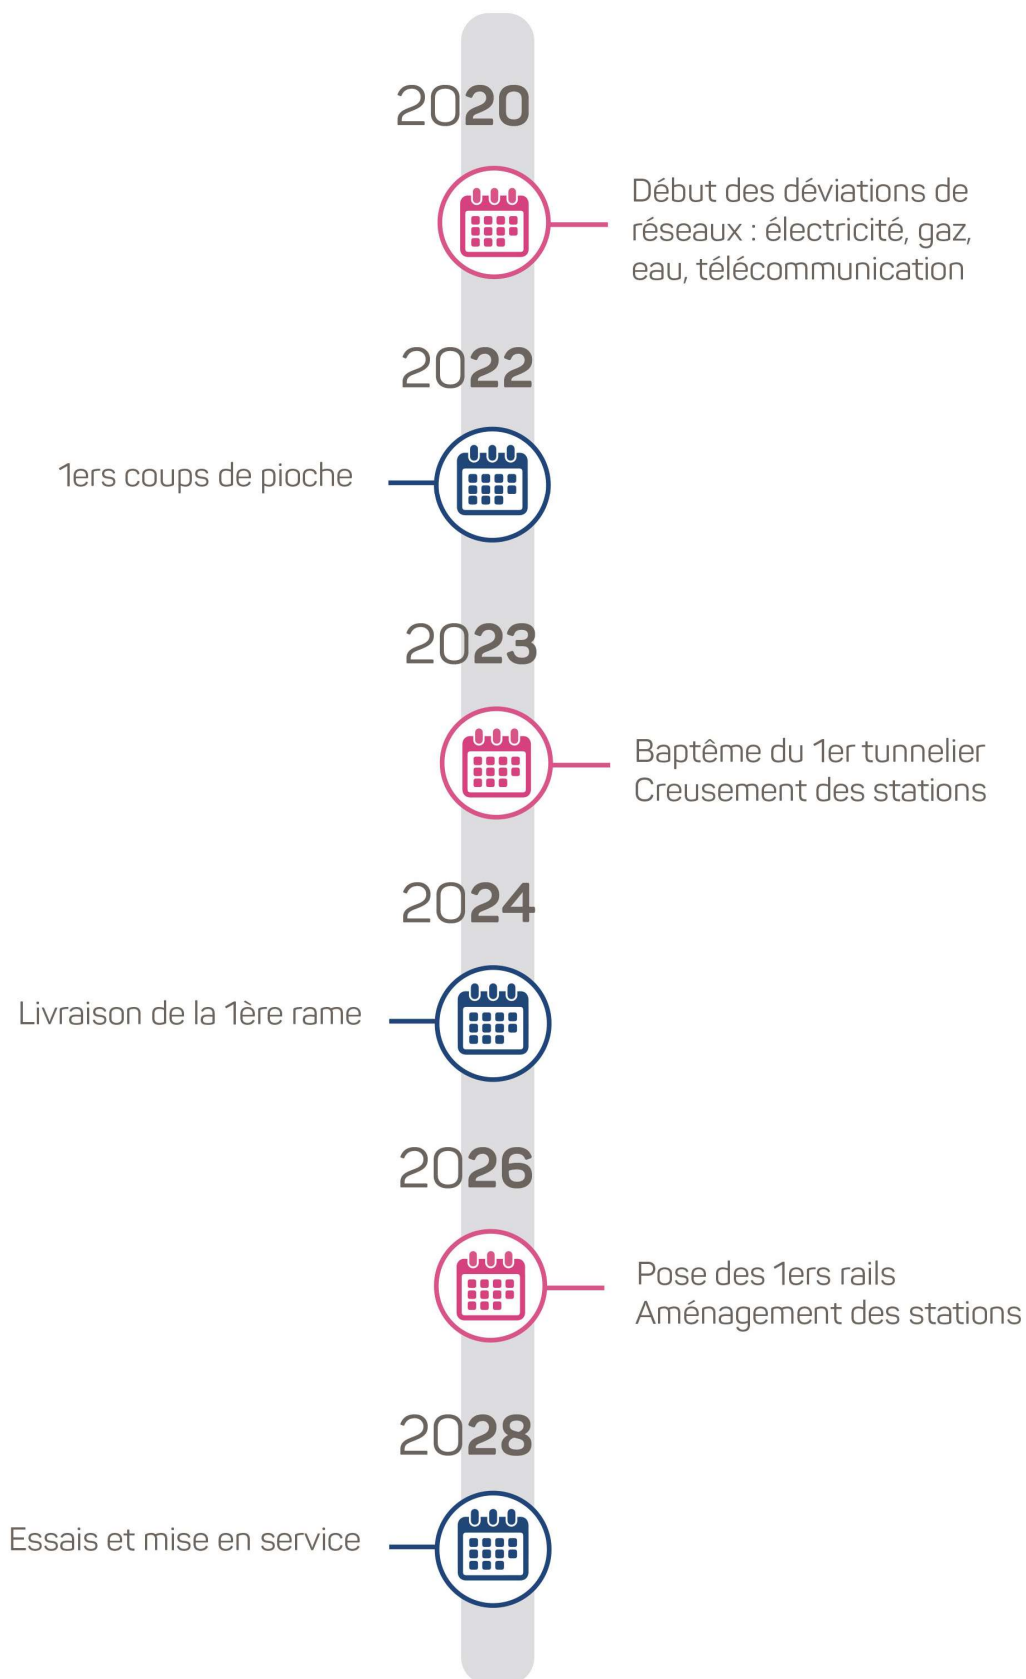 2020
Début des déviations de
réseaux : électricité, gaz,
eau, télécommunication
2022
1ers coups de pioche
2023
Baptême du 1er tunnelier
Creusement des stations
2024
Livraison de la 1ère rame
2026
Pose des 1ers rails
Aménagement des stations
2028
Essais et mise en service